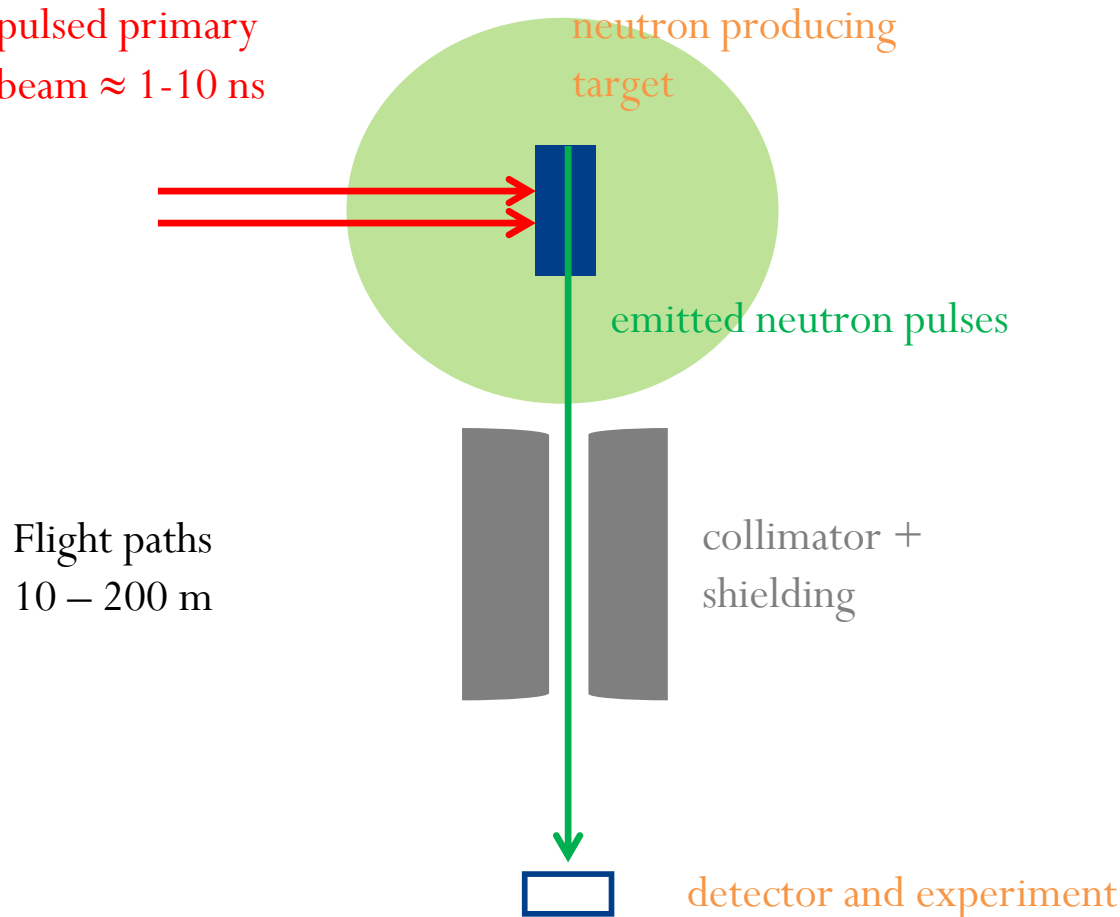 pulsed primary
beam ≈ 1-10 ns
neutron producing
target
emitted neutron pulses
Flight paths
10 – 200 m
collimator +
shielding
detector and experiment